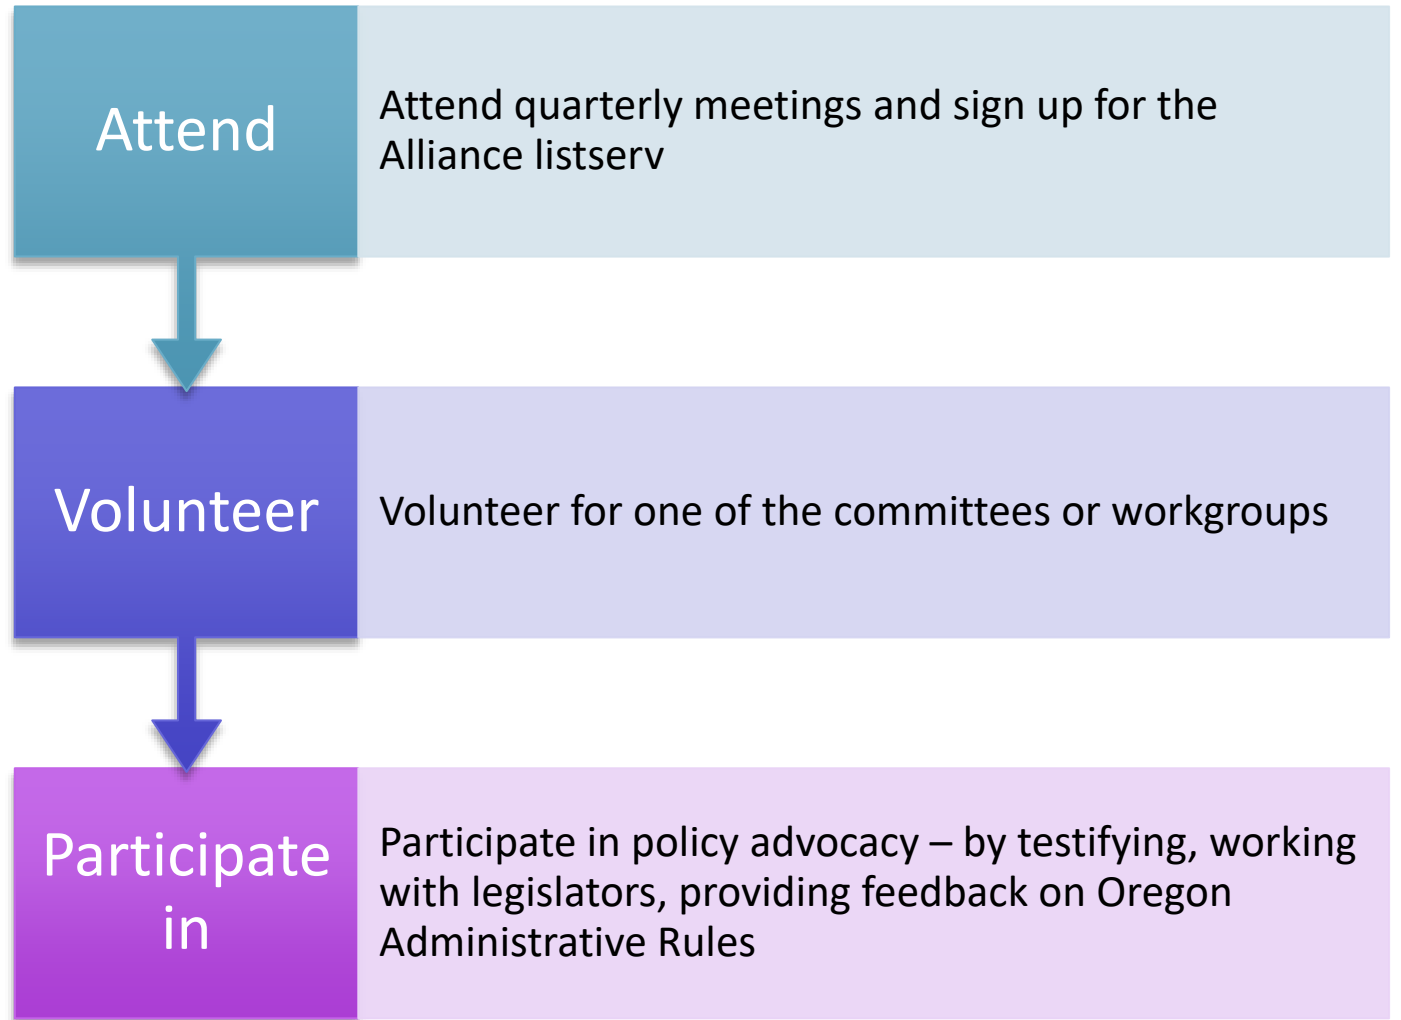 Attend
Attend quarterly meetings and sign up for the
Alliance listserv
Volunteer
Volunteer for one of the committees or workgroups
Participate
in
Participate in policy advocacy – by testifying, working
with legislators, providing feedback on Oregon
Administrative Rules